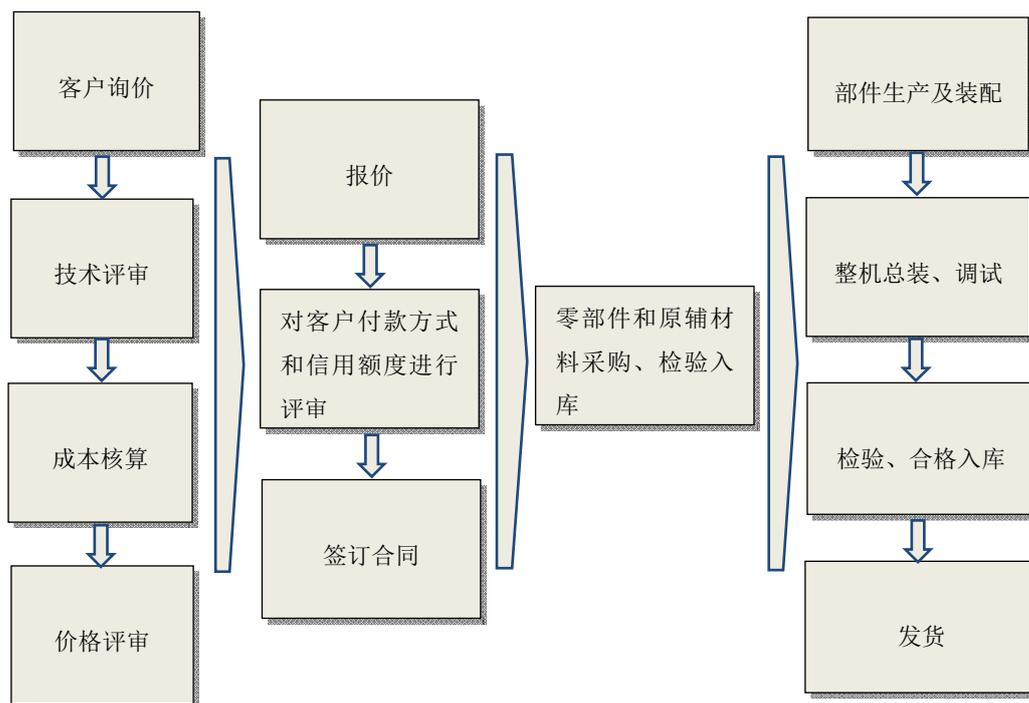 客户询价
技术评审
成本核算
价格评审
报价
对客户付款方式
和信用额度进行
评审
签订合同
零部件和原辅材
料采购、检验入
库
部件生产及装配
整机总装、调试
检验、合格入库
发货